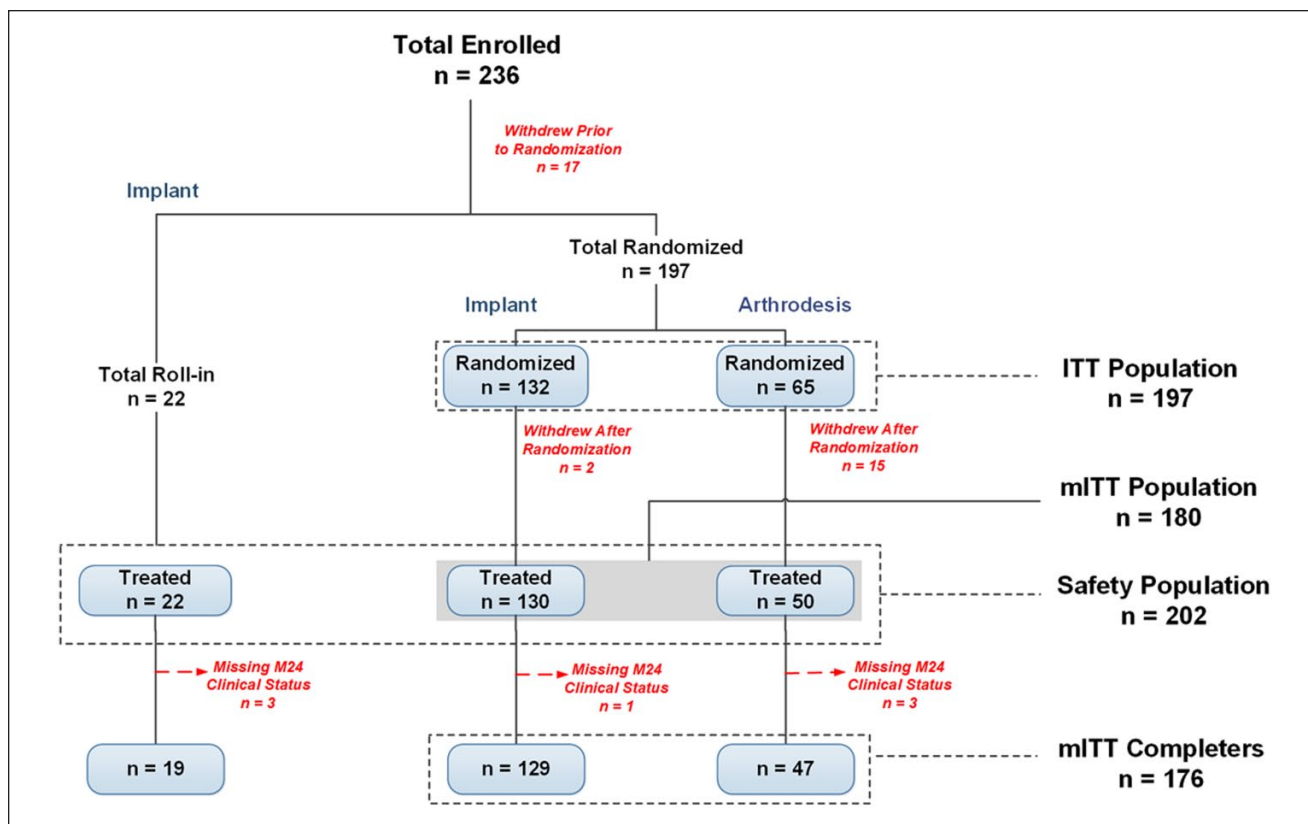 Total Enrolled
n = 236
Withdrew Prior
to Randomization
n = 17
Implant
Total Randomized
n = 197
Implant
Arthrodesis
Total Roll-in
n = 22
Randomized
n = 132
Randomized
n = 65
ITT Population
n = 197
Withdrew After
Randomization
n = 2
Withdrew After
Randomization
n = 15
mITT Population
n = 180
Treated
n = 22
Treated
n = 130
Treated
n = 50
Safety Population
n = 202
Missing M24
Clinical Status
n = 3
Missing M24
Clinical Status
n = 1
Missing M24
Clinical Status
n = 3
n = 19
n = 129
n = 47
mITT Completers
n = 176